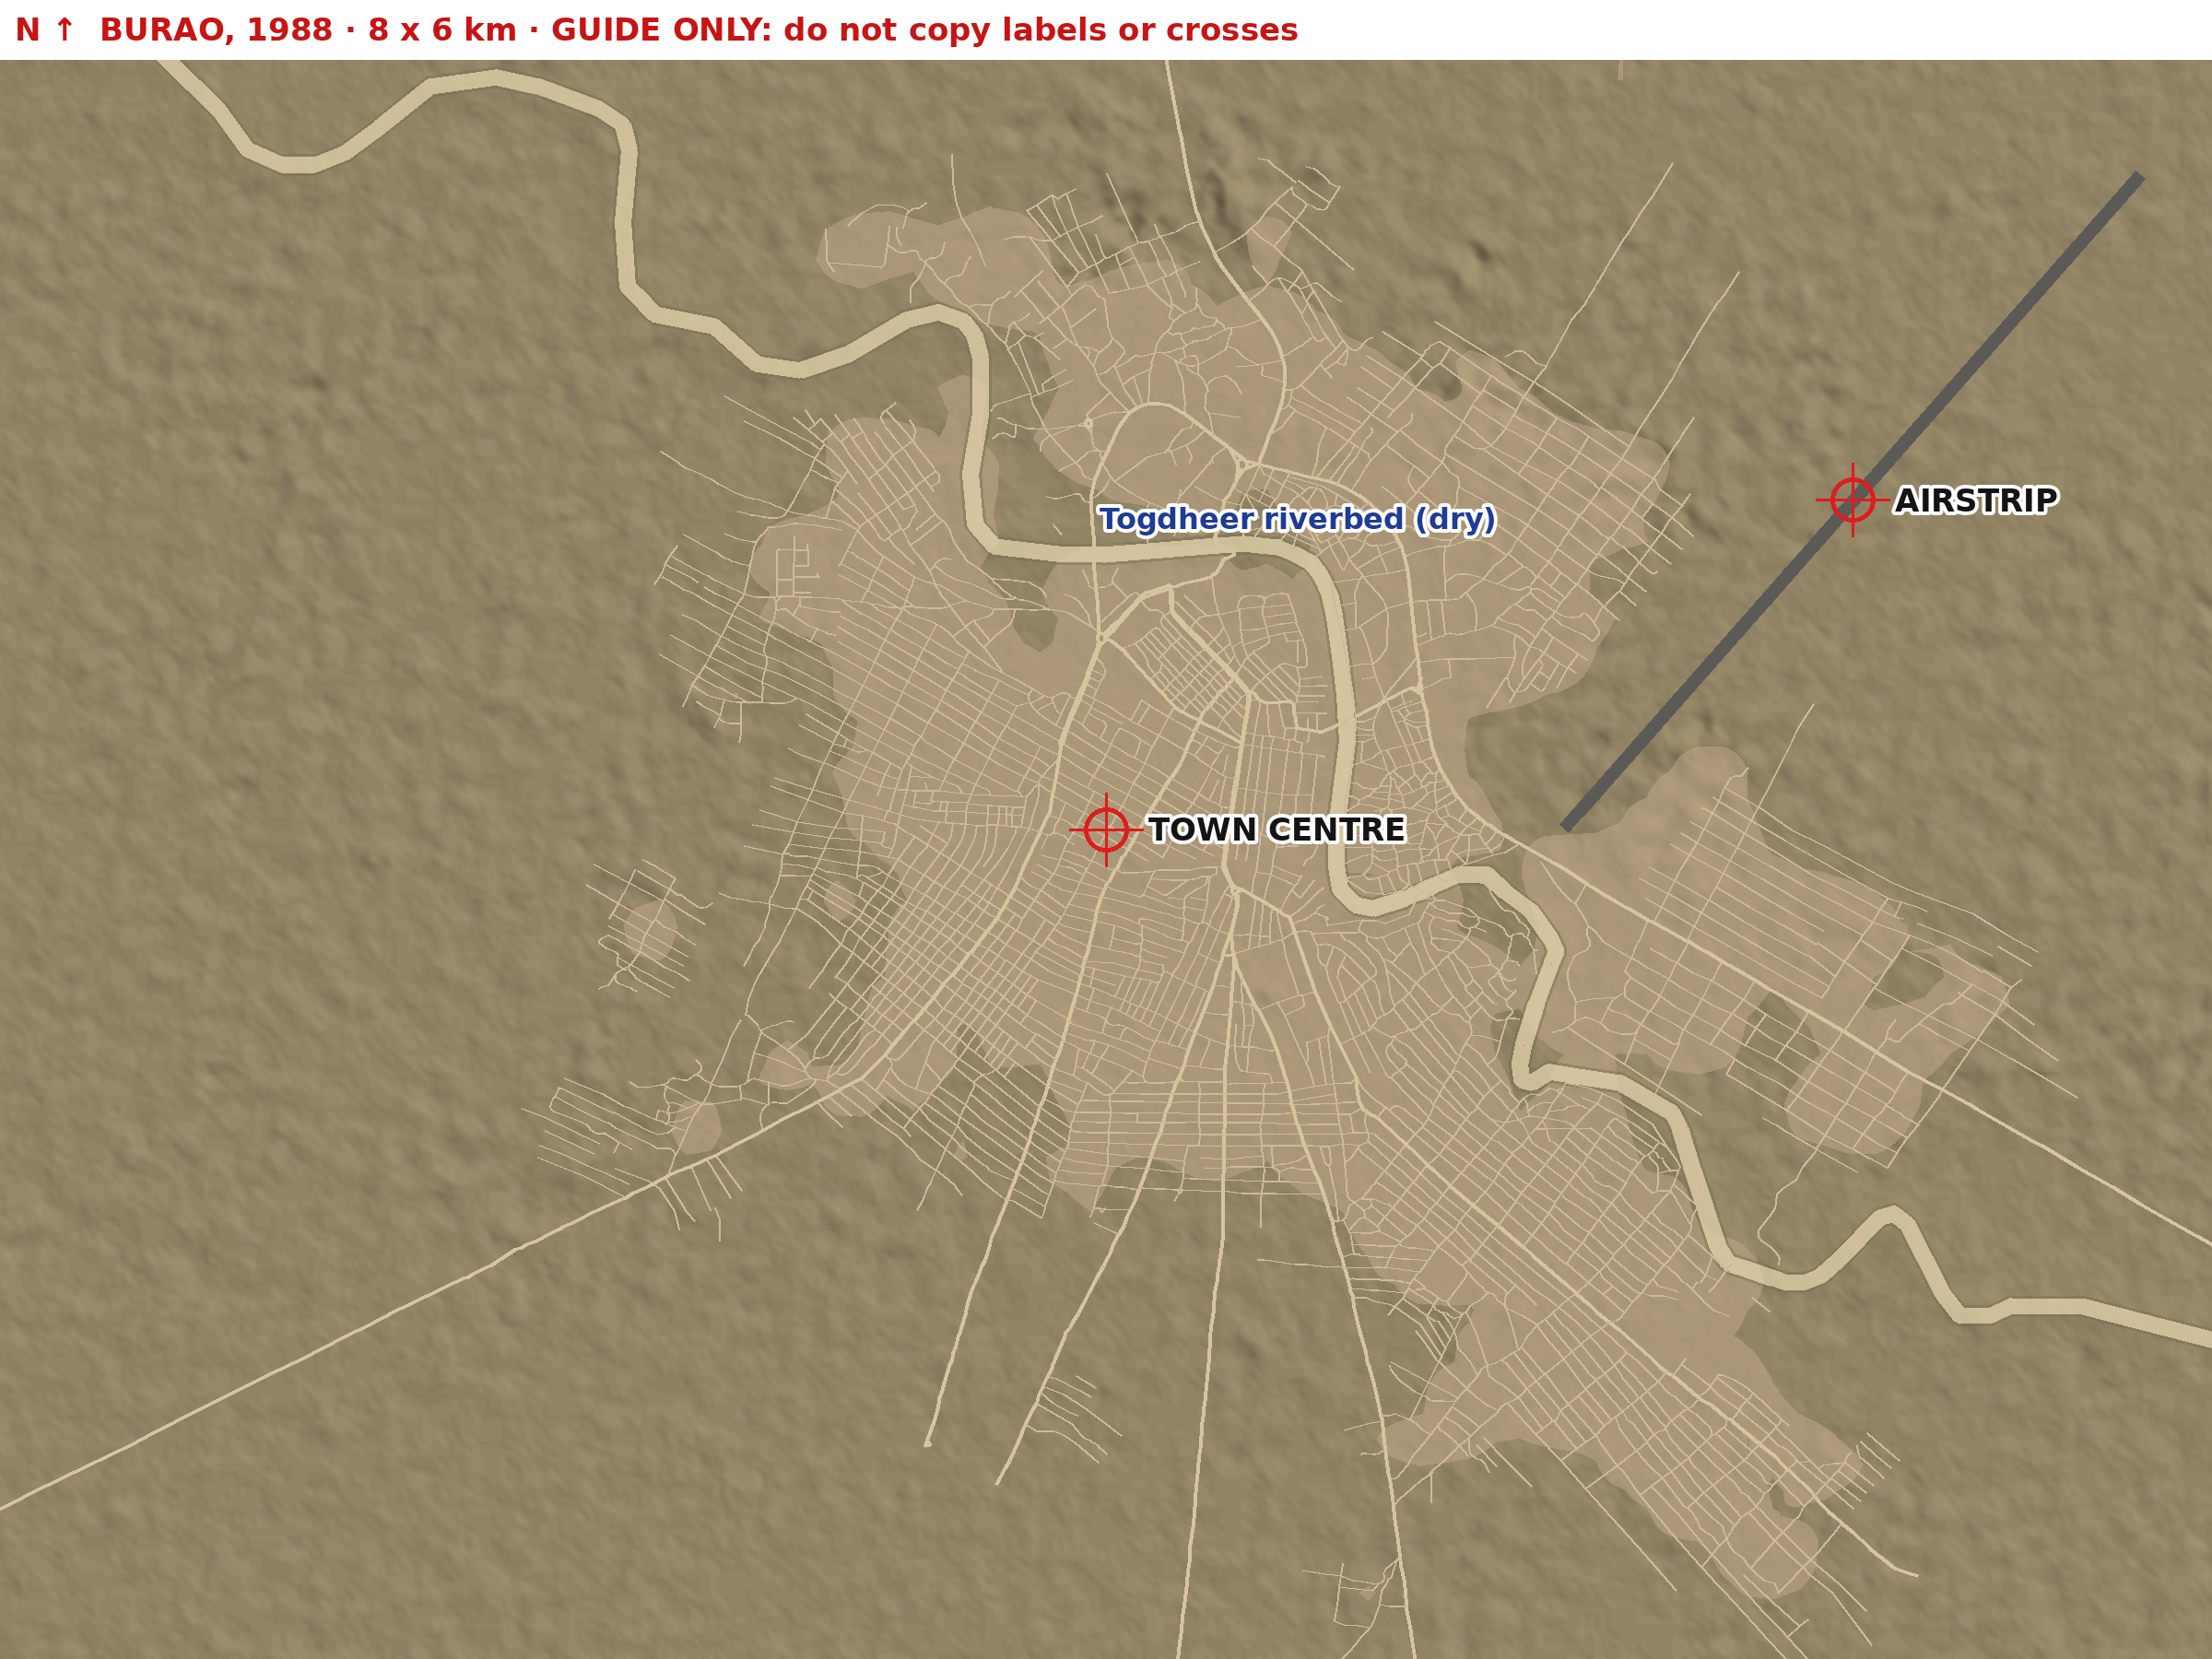 N ↑ BURAO, 1988 · 8 x 6 km · GUIDE ONLY: do not copy labels or crosses
AIRSTRIP
Togdheer riverbed (dry)
TOWN CENTRE